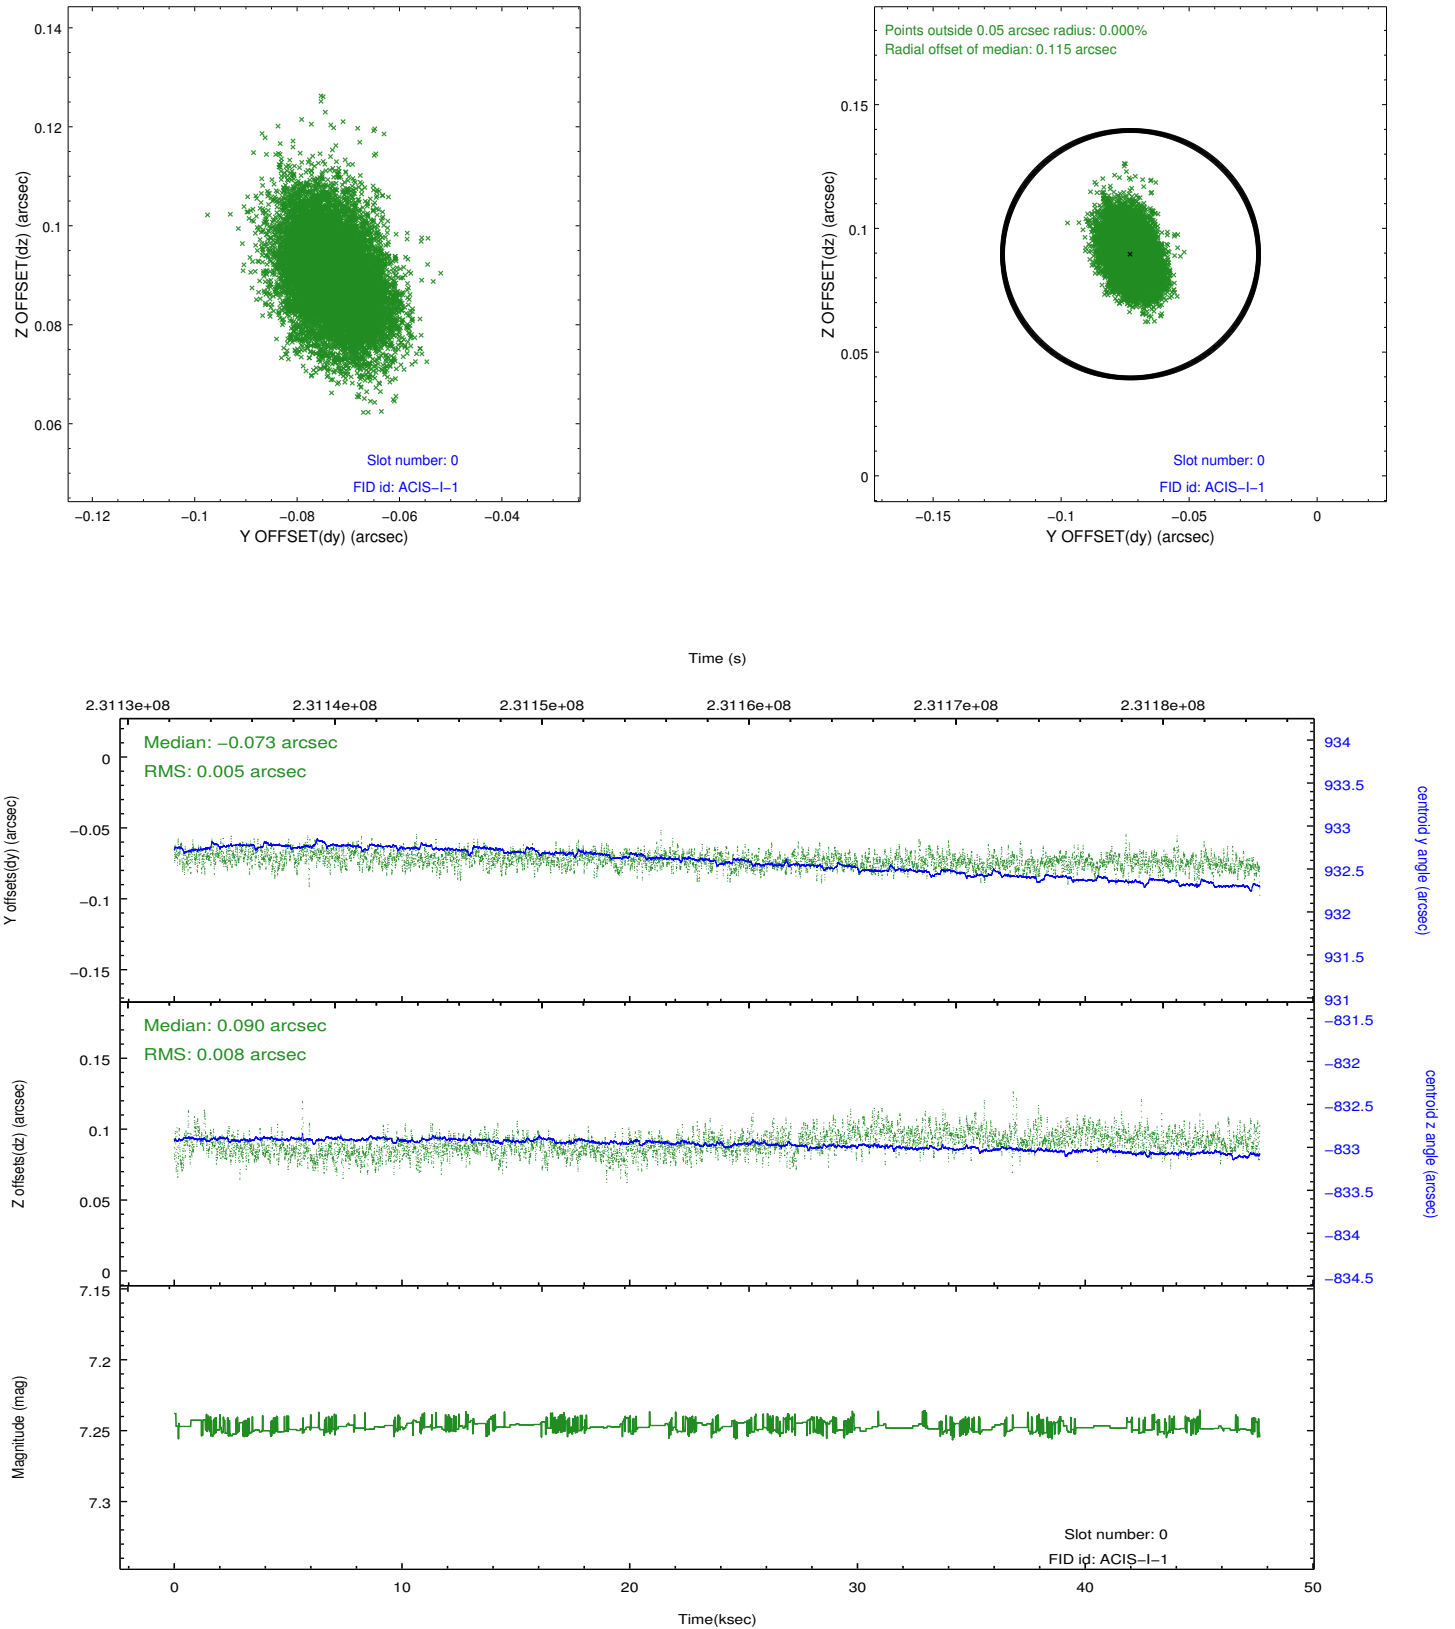 0.14
0.12
0.1
0.08
0.06
Z OFFSET(dz) (arcsec)
Slot number: 0
FID id: ACIS−I−1
−0.12
−0.1
−0.08
−0.06
−0.04
Y OFFSET(dy) (arcsec)
Points outside 0.05 arcsec radius: 0.000%
Radial offset of median: 0.115 arcsec
0.15
0.1
0.05
0
Z OFFSET(dz) (arcsec)
Slot number: 0
FID id: ACIS−I−1
−0.15
−0.1
−0.05
0
Y OFFSET(dy) (arcsec)
Time (s)
2.3113e+08
2.3114e+08
2.3115e+08
2.3116e+08
2.3117e+08
2.3118e+08
Median: −0.073 arcsec
RMS: 0.005 arcsec
0
−0.05
−0.1
−0.15
Y offsets(dy) (arcsec)
934
933.5
933
932.5
932
931.5
931
centroid y angle (arcsec)
Median: 0.090 arcsec
RMS: 0.008 arcsec
0.15
0.1
0.05
0
Z offsets(dz) (arcsec)
−831.5
−832
−832.5
−833
−833.5
−834
−834.5
centroid z angle (arcsec)
7.15
7.2
7.25
7.3
Magnitude (mag)
Slot number: 0
FID id: ACIS−I−1
0
10
20
30
40
50
Time(ksec)